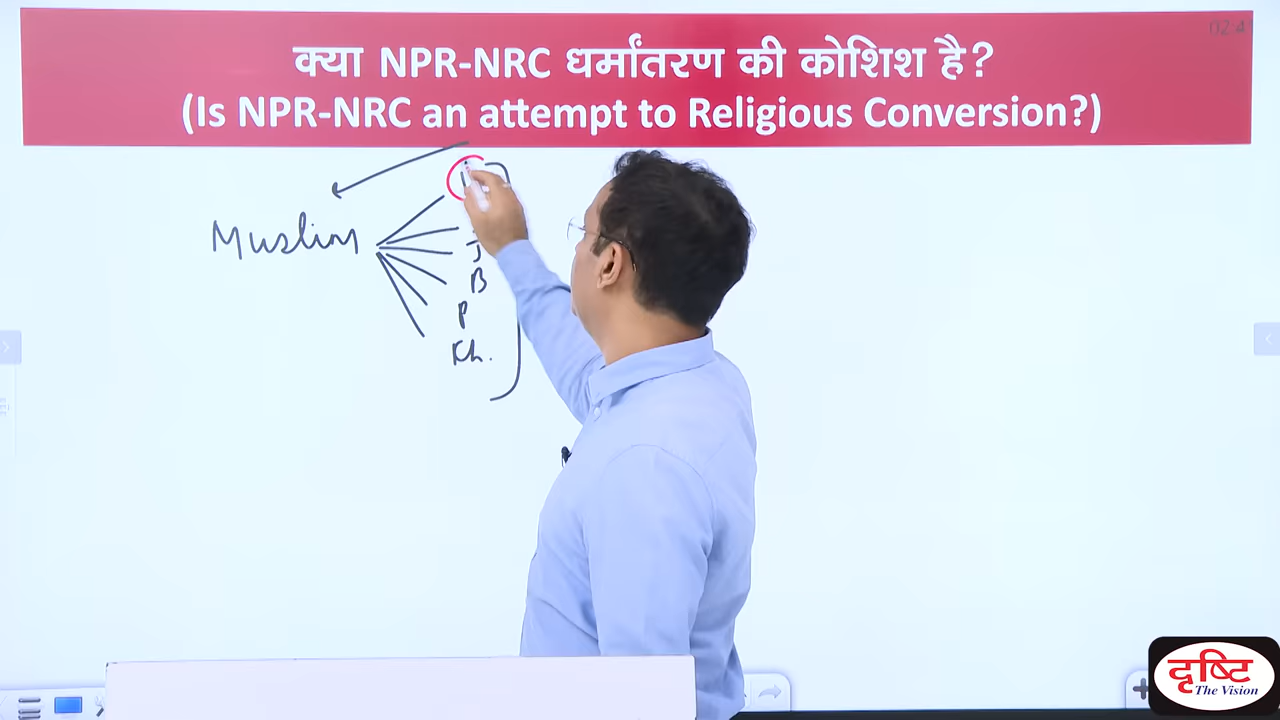 क्या NPR-NRC धर्मांतरण की कोशिश है?
(Is NPR-NRC an attempt to Religious Conversion?)
Muslim
J
B
P
Kh.
दृष्टि
The Vision